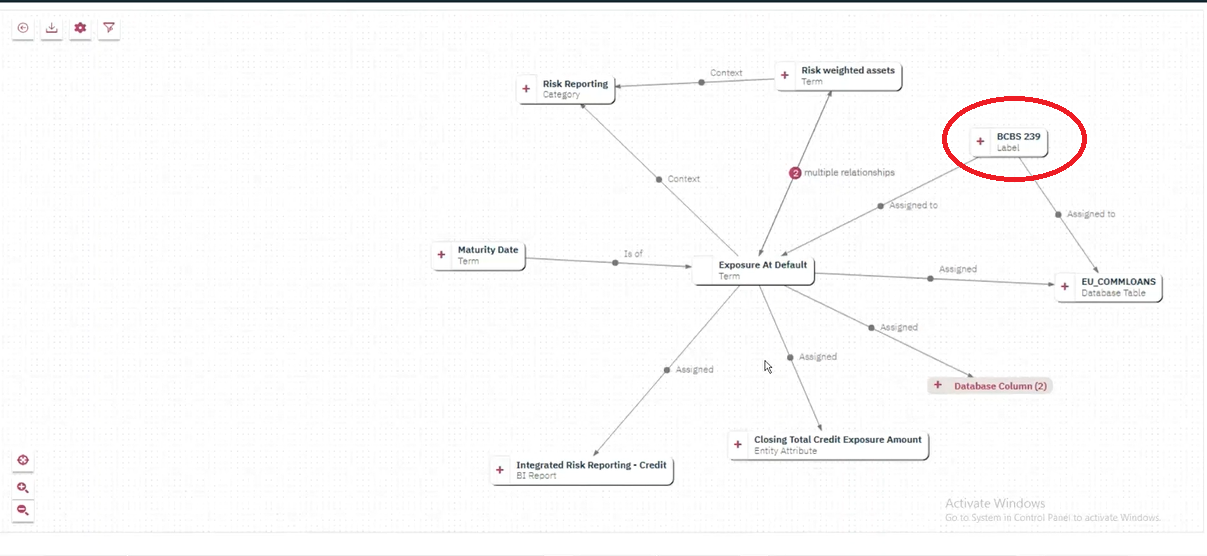 Risk weighted assets
Term
Context
Risk Reporting
Category
BCBS 239
Label
2 multiple relationships
Context
Assigned to
Assigned to
Maturity Date
Term
Is of
Exposure At Default
Term
Assigned
EU_COMMLOANS
Database Table
Assigned
Assigned
Assigned
Database Column (2)
Closing Total Credit Exposure Amount
Entity Attribute
Integrated Risk Reporting - Credit
BI Report
Activate Windows
Go to System in Control Panel to activate Windows.